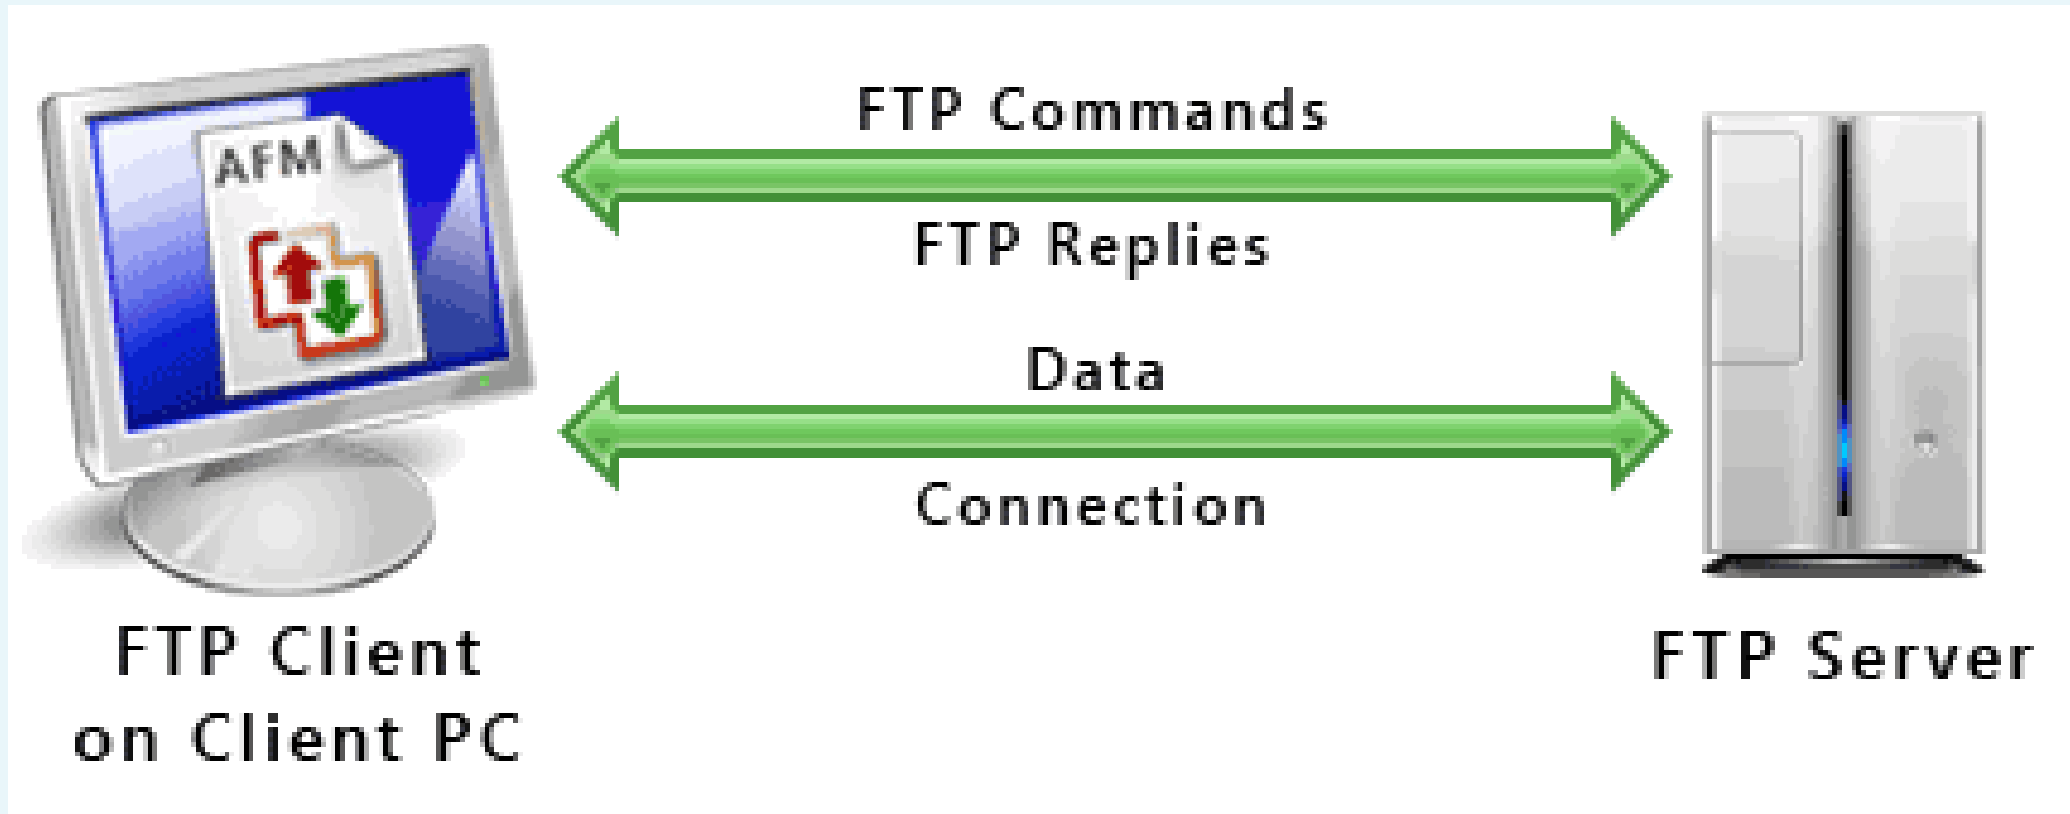 AFM
FTP Commands
FTP Replies
Data
Connection
FTP Client
on Client PC
FTP Server